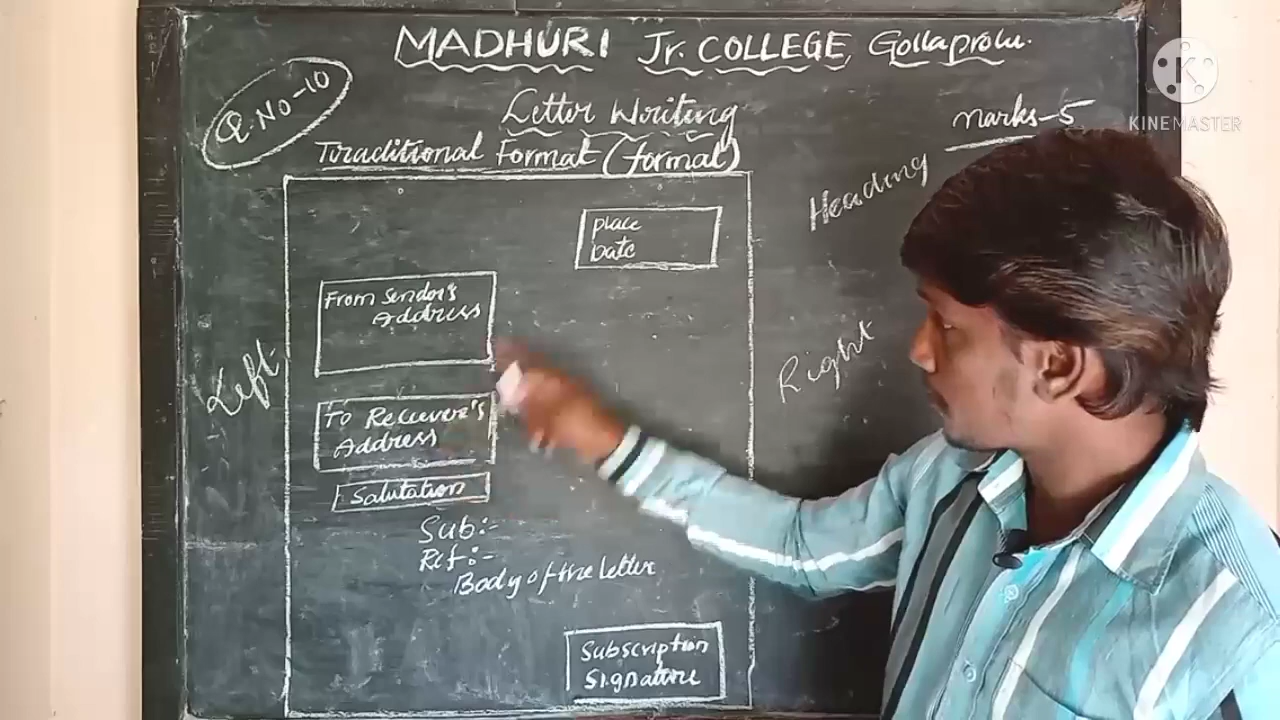 MADHURI Jr. COLLEGE, Gollaprolu.
Q.No-10
Letter Writing
Marks-5
Traditional Format (formal)
Heading
place
Date
From Sendor's
Address
Left
Right
To Receiver's
Address
Salutation
Sub:-
Ref:-
Body of the letter
Subscription
Signature
K
KINEMASTER